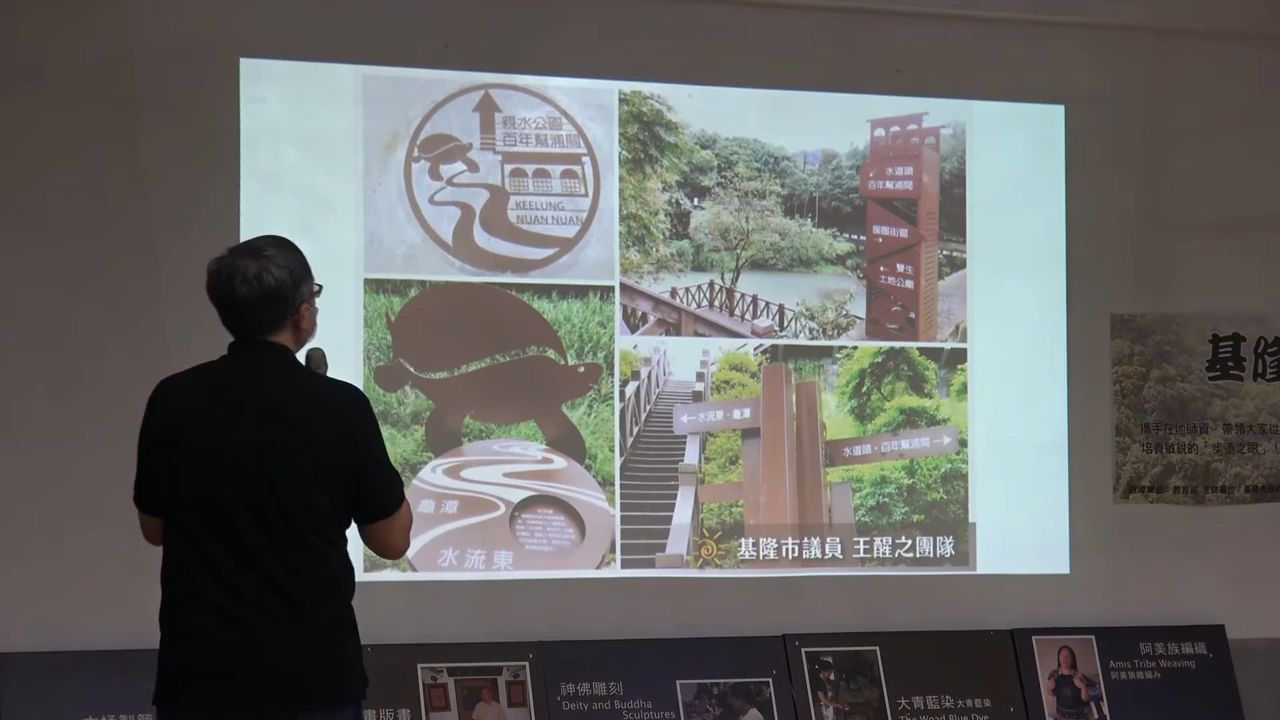 親水公園
百年幫浦間
KEELUNG
NUAN NUAN
水道頭
百年幫浦間
暖暖街區
雙生
土地公廟
龜潭
水流東
水流東・龜潭
水道頭・百年幫浦間
基隆市議員 王醒之團隊
基隆
攜手在地師資，帶領大家從
培養敏銳的「步道之眼」
神佛雕刻
Deity and Buddha
Sculptures
大青藍染 大青藍染
The Woad Blue Dye
阿美族編織
Amis Tribe Weaving
阿美族織編み